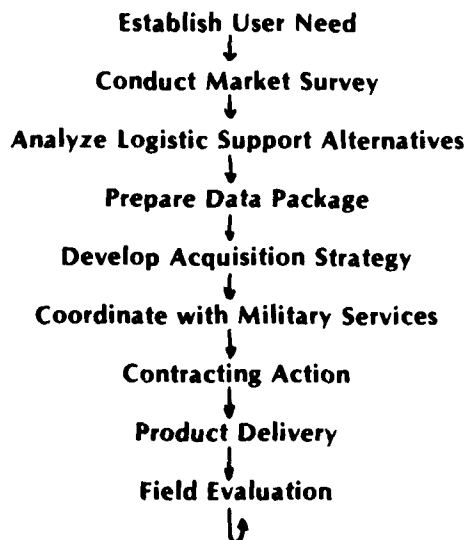 Establish User Need
Conduct Market Survey
Analyze Logistic Support Alternatives
Prepare Data Package
Develop Acquisition Strategy
Coordinate with Military Services
Contracting Action
Product Delivery
Field Evaluation